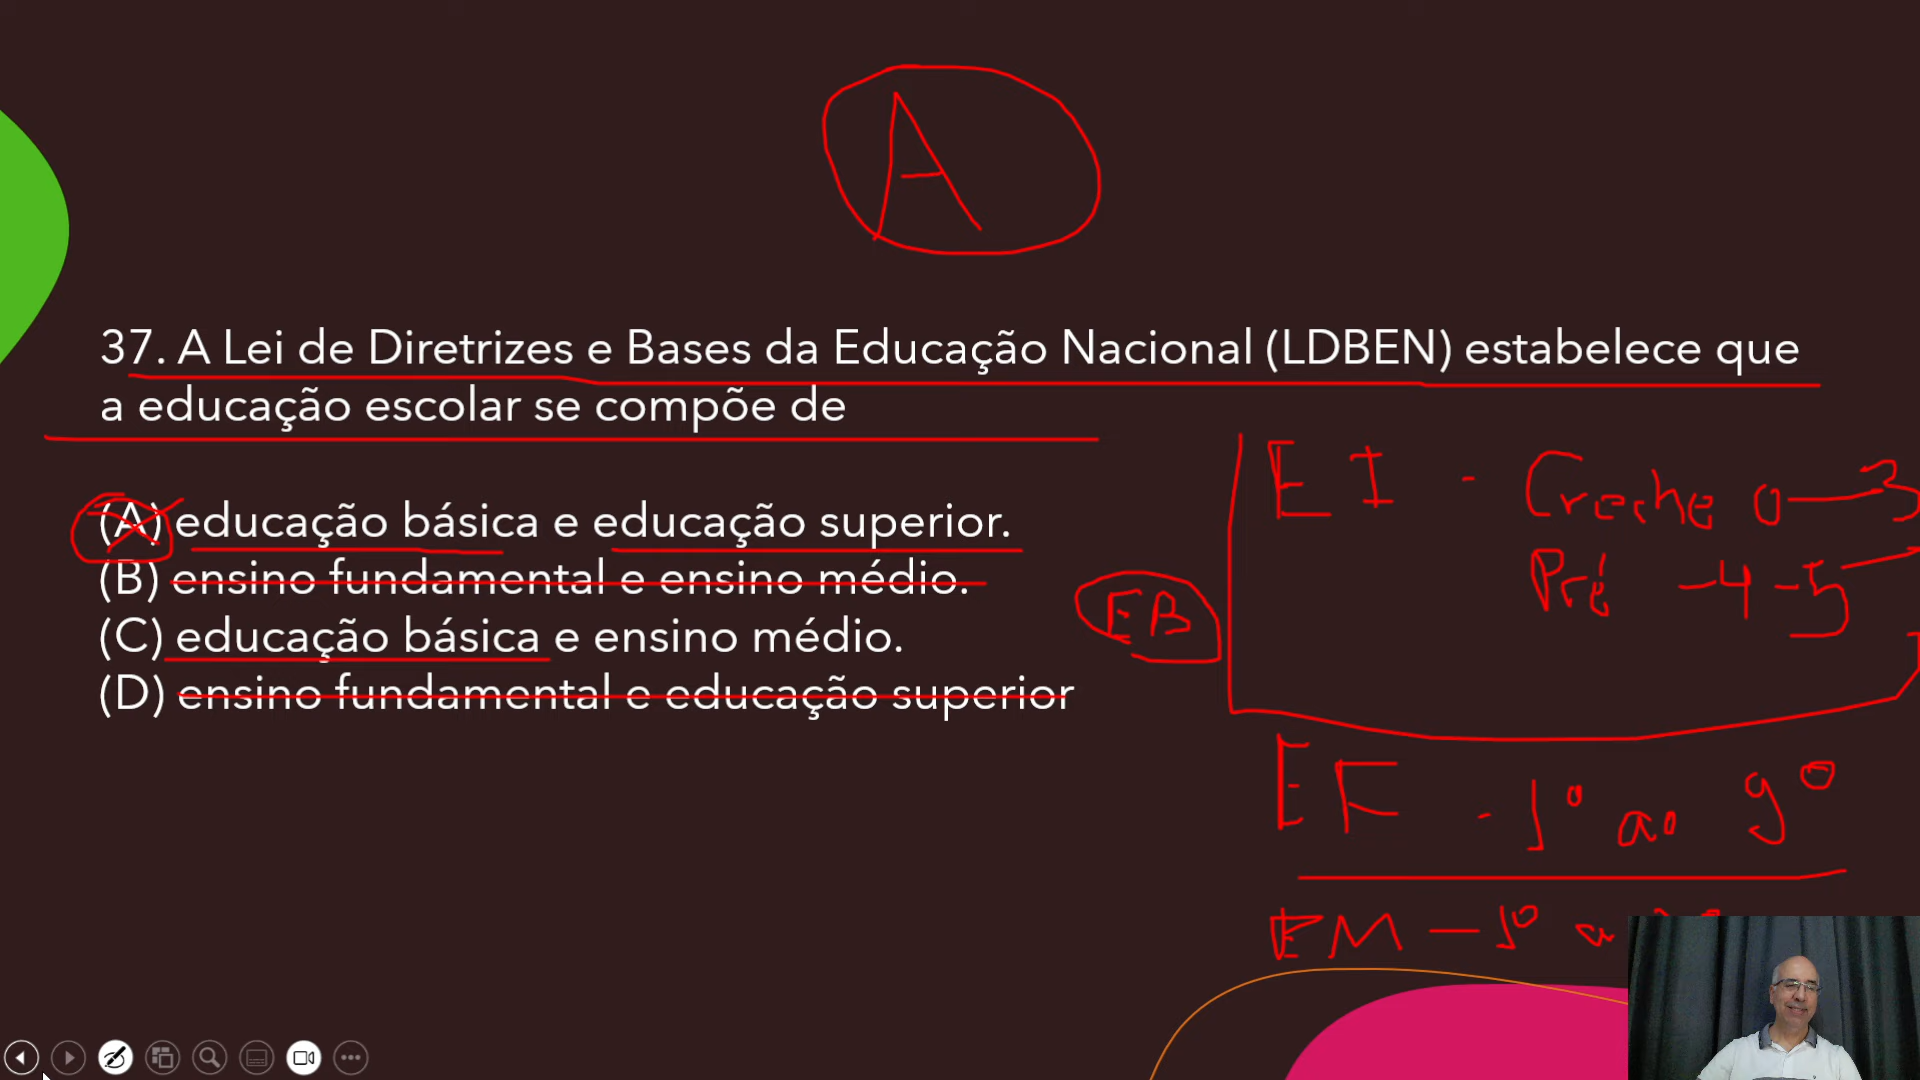 A
37. A Lei de Diretrizes e Bases da Educação Nacional (LDBEN) estabelece que
a educação escolar se compõe de
(A) educação básica e educação superior.
(B) ensino fundamental e ensino médio.
(C) educação básica e ensino médio.
(D) ensino fundamental e educação superior
EB
EI - Creche 0 — 3
Pré - 4 - 5
EF - 1º ao 9º
EM — 1º a